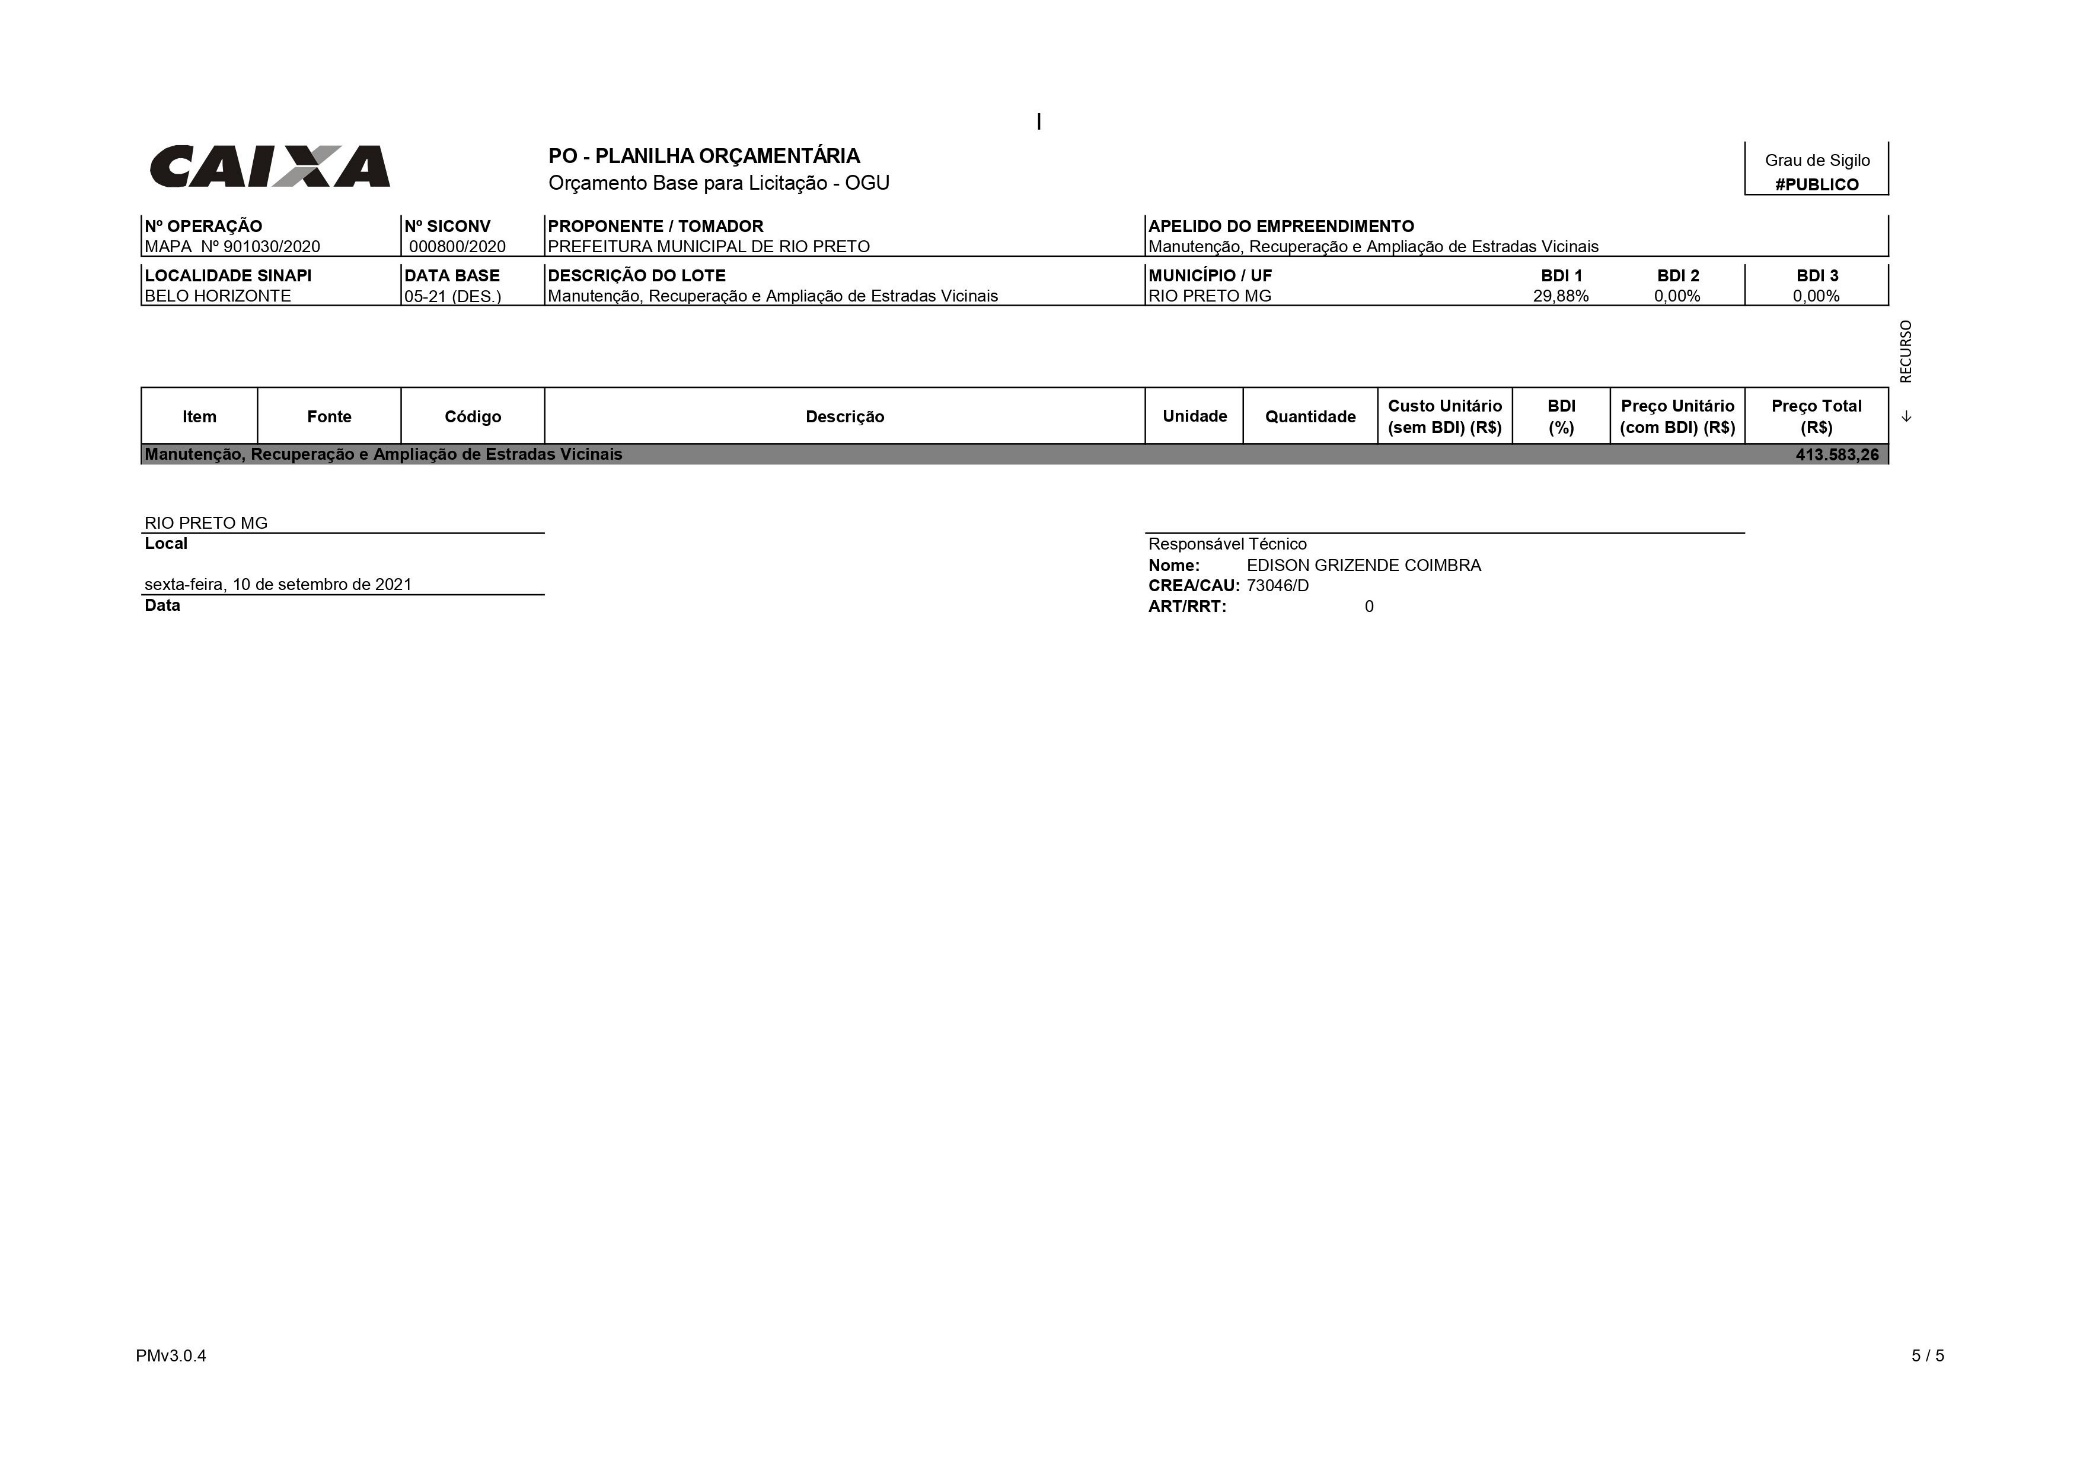 CAIXA
PO - PLANILHA ORÇAMENTÁRIA
Orçamento Base para Licitação - OGU
Grau de Sigilo
#PUBLICO
Nº OPERAÇÃO Nº SICONV PROPONENTE / TOMADOR APELIDO DO EMPREENDIMENTO
MAPA Nº 901030/2020 000800/2020 PREFEITURA MUNICIPAL DE RIO PRETO Manutenção, Recuperação e Ampliação de Estradas Vicinais
LOCALIDADE SINAPI DATA BASE DESCRIÇÃO DO LOTE MUNICÍPIO / UF BDI 1 BDI 2 BDI 3
BELO HORIZONTE 05-21 (DES.) Manutenção, Recuperação e Ampliação de Estradas Vicinais RIO PRETO MG 29,88% 0,00% 0,00%
RECURSO
←
Item Fonte Código Descrição Unidade Quantidade Custo Unitário (sem BDI) (R$) BDI (%) Preço Unitário (com BDI) (R$) Preço Total (R$)
Manutenção, Recuperação e Ampliação de Estradas Vicinais 413.583,26
RIO PRETO MG
Local
sexta-feira, 10 de setembro de 2021
Data
Responsável Técnico
Nome: EDISON GRIZENDE COIMBRA
CREA/CAU: 73046/D
ART/RRT: 0
PMv3.0.4 5 / 5